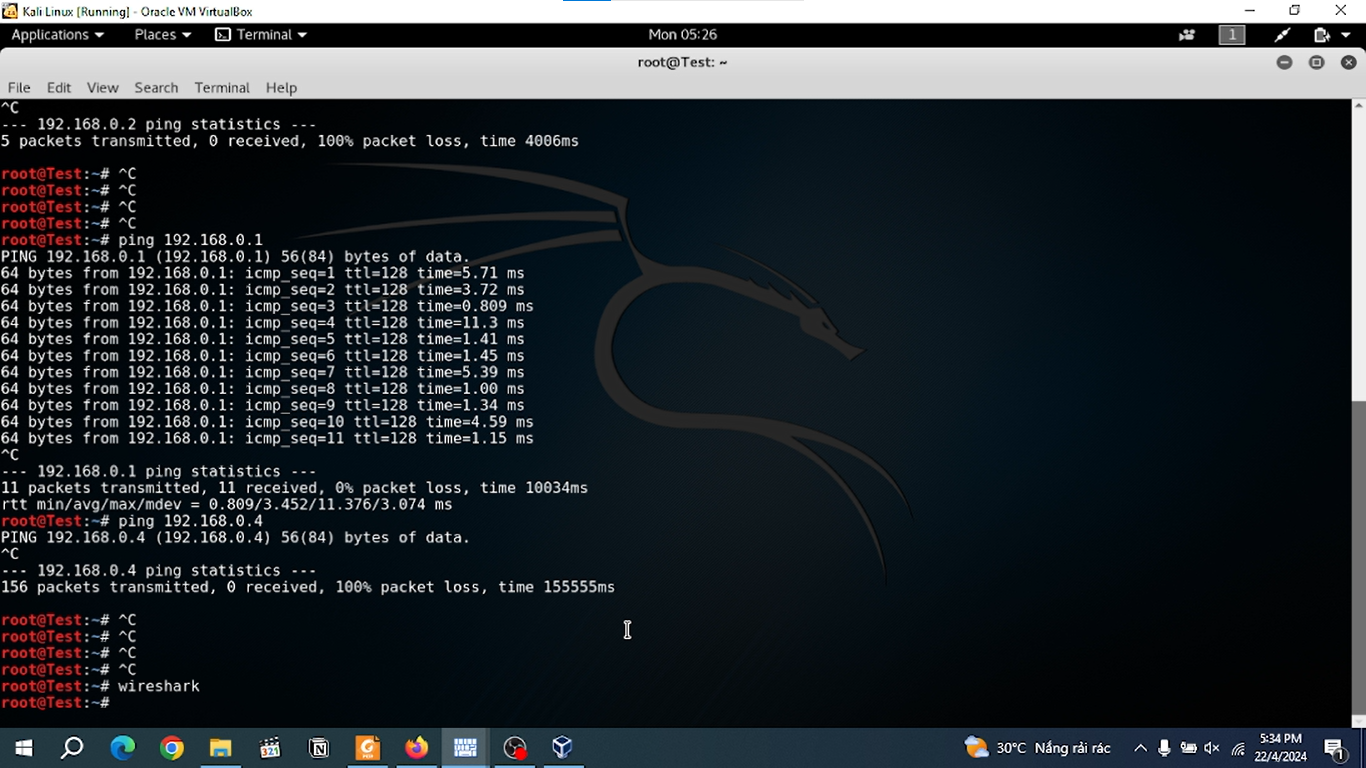 Kali Linux [Running] - Oracle VM VirtualBox
Applications Places Terminal Mon 05:26 1
root@Test: ~
File Edit View Search Terminal Help
^C
--- 192.168.0.2 ping statistics ---
5 packets transmitted, 0 received, 100% packet loss, time 4006ms
root@Test:~# ^C
root@Test:~# ^C
root@Test:~# ^C
root@Test:~# ^C
root@Test:~# ping 192.168.0.1
PING 192.168.0.1 (192.168.0.1) 56(84) bytes of data.
64 bytes from 192.168.0.1: icmp_seq=1 ttl=128 time=5.71 ms
64 bytes from 192.168.0.1: icmp_seq=2 ttl=128 time=3.72 ms
64 bytes from 192.168.0.1: icmp_seq=3 ttl=128 time=0.809 ms
64 bytes from 192.168.0.1: icmp_seq=4 ttl=128 time=11.3 ms
64 bytes from 192.168.0.1: icmp_seq=5 ttl=128 time=1.41 ms
64 bytes from 192.168.0.1: icmp_seq=6 ttl=128 time=1.45 ms
64 bytes from 192.168.0.1: icmp_seq=7 ttl=128 time=5.39 ms
64 bytes from 192.168.0.1: icmp_seq=8 ttl=128 time=1.00 ms
64 bytes from 192.168.0.1: icmp_seq=9 ttl=128 time=1.34 ms
64 bytes from 192.168.0.1: icmp_seq=10 ttl=128 time=4.59 ms
64 bytes from 192.168.0.1: icmp_seq=11 ttl=128 time=1.15 ms
^C
--- 192.168.0.1 ping statistics ---
11 packets transmitted, 11 received, 0% packet loss, time 10034ms
rtt min/avg/max/mdev = 0.809/3.452/11.376/3.074 ms
root@Test:~# ping 192.168.0.4
PING 192.168.0.4 (192.168.0.4) 56(84) bytes of data.
^C
--- 192.168.0.4 ping statistics ---
156 packets transmitted, 0 received, 100% packet loss, time 155555ms
root@Test:~# ^C
root@Test:~# ^C
root@Test:~# ^C
root@Test:~# ^C
root@Test:~# wireshark
root@Test:~#
30°C Nắng rải rác
5:34 PM
22/4/2024
1
321